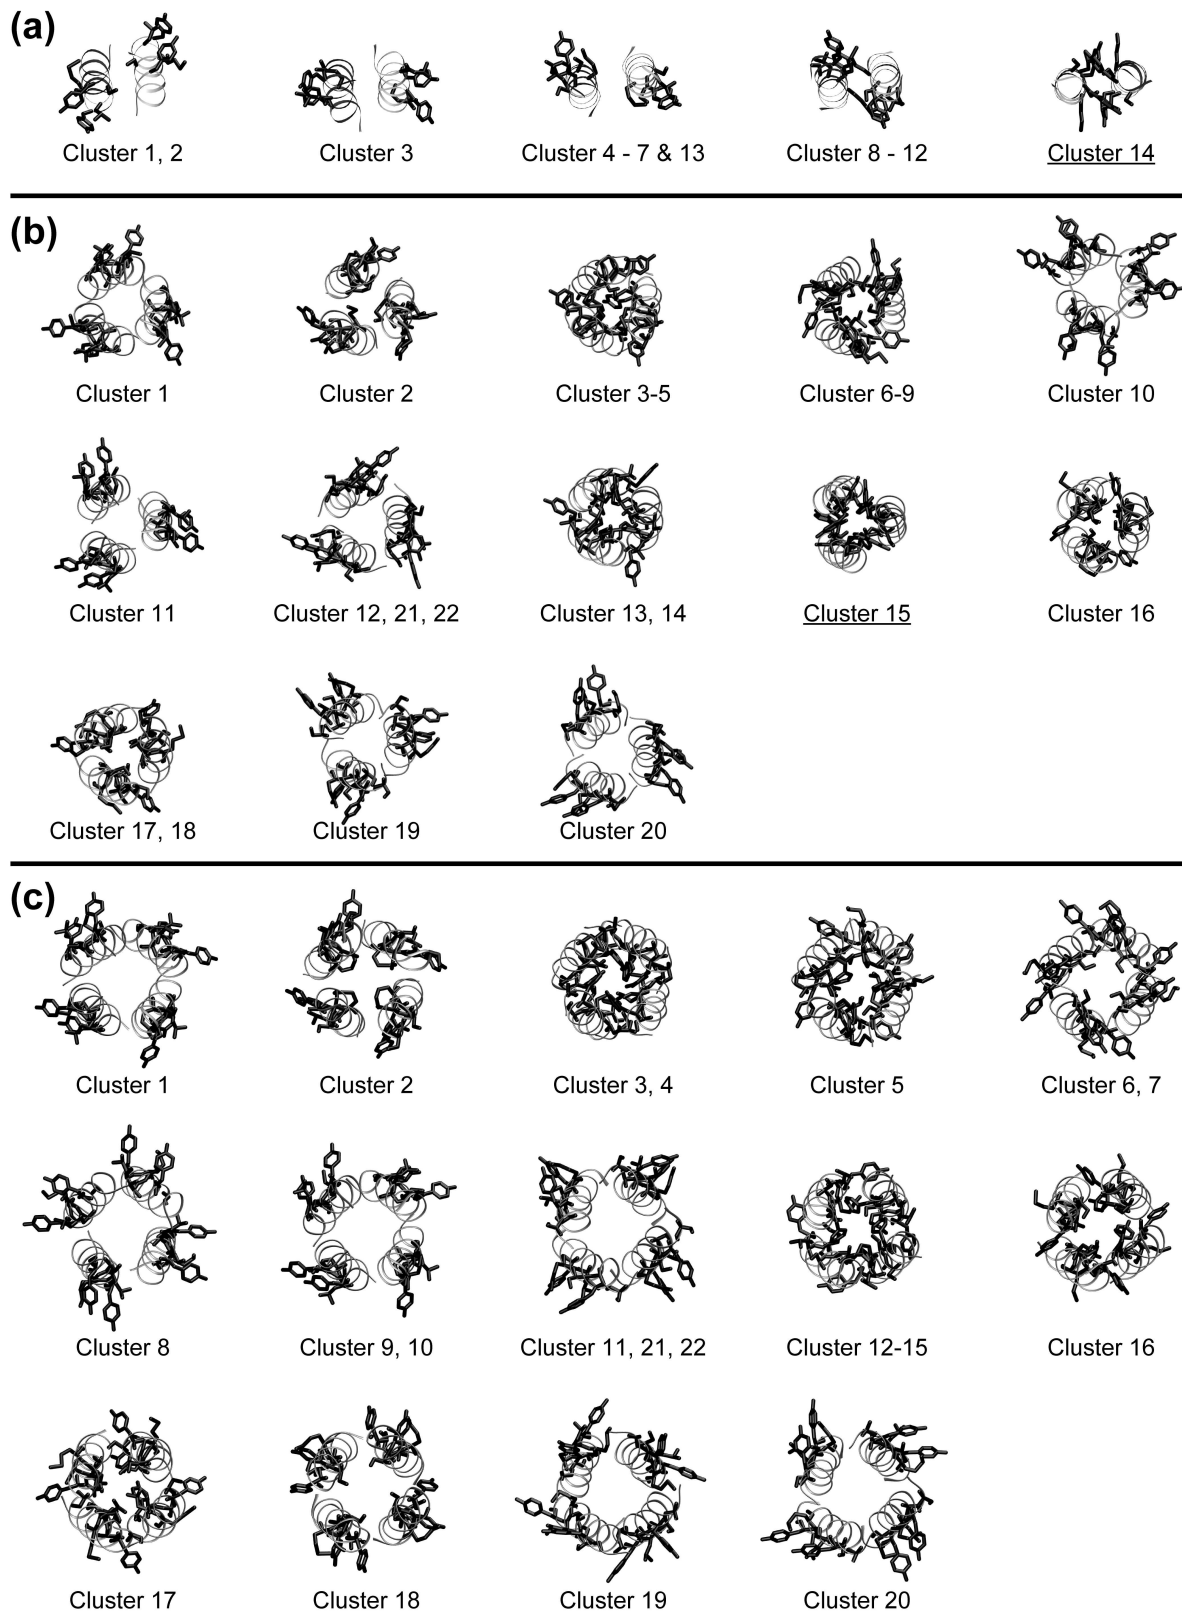 (a)
Cluster 1, 2
Cluster 3
Cluster 4 - 7 & 13
Cluster 8 - 12
Cluster 14
(b)
Cluster 1
Cluster 2
Cluster 3-5
Cluster 6-9
Cluster 10
Cluster 11
Cluster 12, 21, 22
Cluster 13, 14
Cluster 15
Cluster 16
Cluster 17, 18
Cluster 19
Cluster 20
(c)
Cluster 1
Cluster 2
Cluster 3, 4
Cluster 5
Cluster 6, 7
Cluster 8
Cluster 9, 10
Cluster 11, 21, 22
Cluster 12-15
Cluster 16
Cluster 17
Cluster 18
Cluster 19
Cluster 20